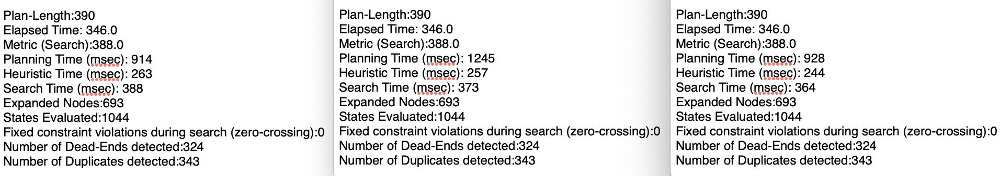 Plan-Length:390
Elapsed Time: 346.0
Metric (Search):388.0
Planning Time (msec): 914
Heuristic Time (msec): 263
Search Time (msec): 388
Expanded Nodes:693
States Evaluated:1044
Fixed constraint violations during search (zero-crossing):0
Number of Dead-Ends detected:324
Number of Duplicates detected:343
Plan-Length:390
Elapsed Time: 346.0
Metric (Search):388.0
Planning Time (msec): 1245
Heuristic Time (msec): 257
Search Time (msec): 373
Expanded Nodes:693
States Evaluated:1044
Fixed constraint violations during search (zero-crossing):0
Number of Dead-Ends detected:324
Number of Duplicates detected:343
Plan-Length:390
Elapsed Time: 346.0
Metric (Search):388.0
Planning Time (msec): 928
Heuristic Time (msec): 244
Search Time (msec): 364
Expanded Nodes:693
States Evaluated:1044
Fixed constraint violations during search (zero-crossing):0
Number of Dead-Ends detected:324
Number of Duplicates detected:343